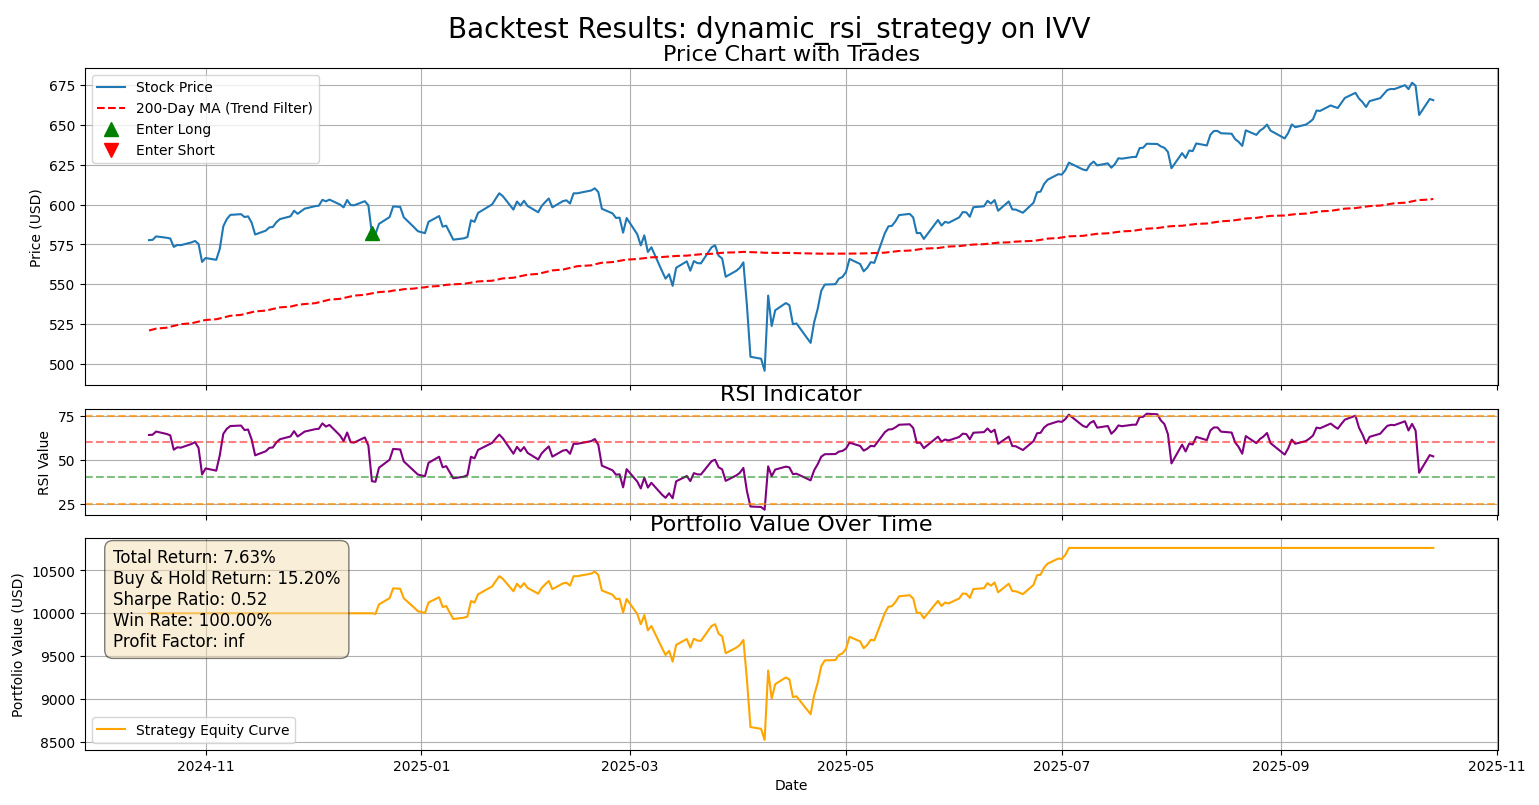 Backtest Results: dynamic_rsi_strategy on IVV
Price Chart with Trades
Price (USD)
675
650
625
600
575
550
525
500
Stock Price
200-Day MA (Trend Filter)
Enter Long
Enter Short
RSI Indicator
RSI Value
75
50
25
Portfolio Value Over Time
Portfolio Value (USD)
10500
10000
9500
9000
8500
Total Return: 7.63%
Buy & Hold Return: 15.20%
Sharpe Ratio: 0.52
Win Rate: 100.00%
Profit Factor: inf
Strategy Equity Curve
2024-11 2025-01 2025-03 2025-05 2025-07 2025-09 2025-11
Date